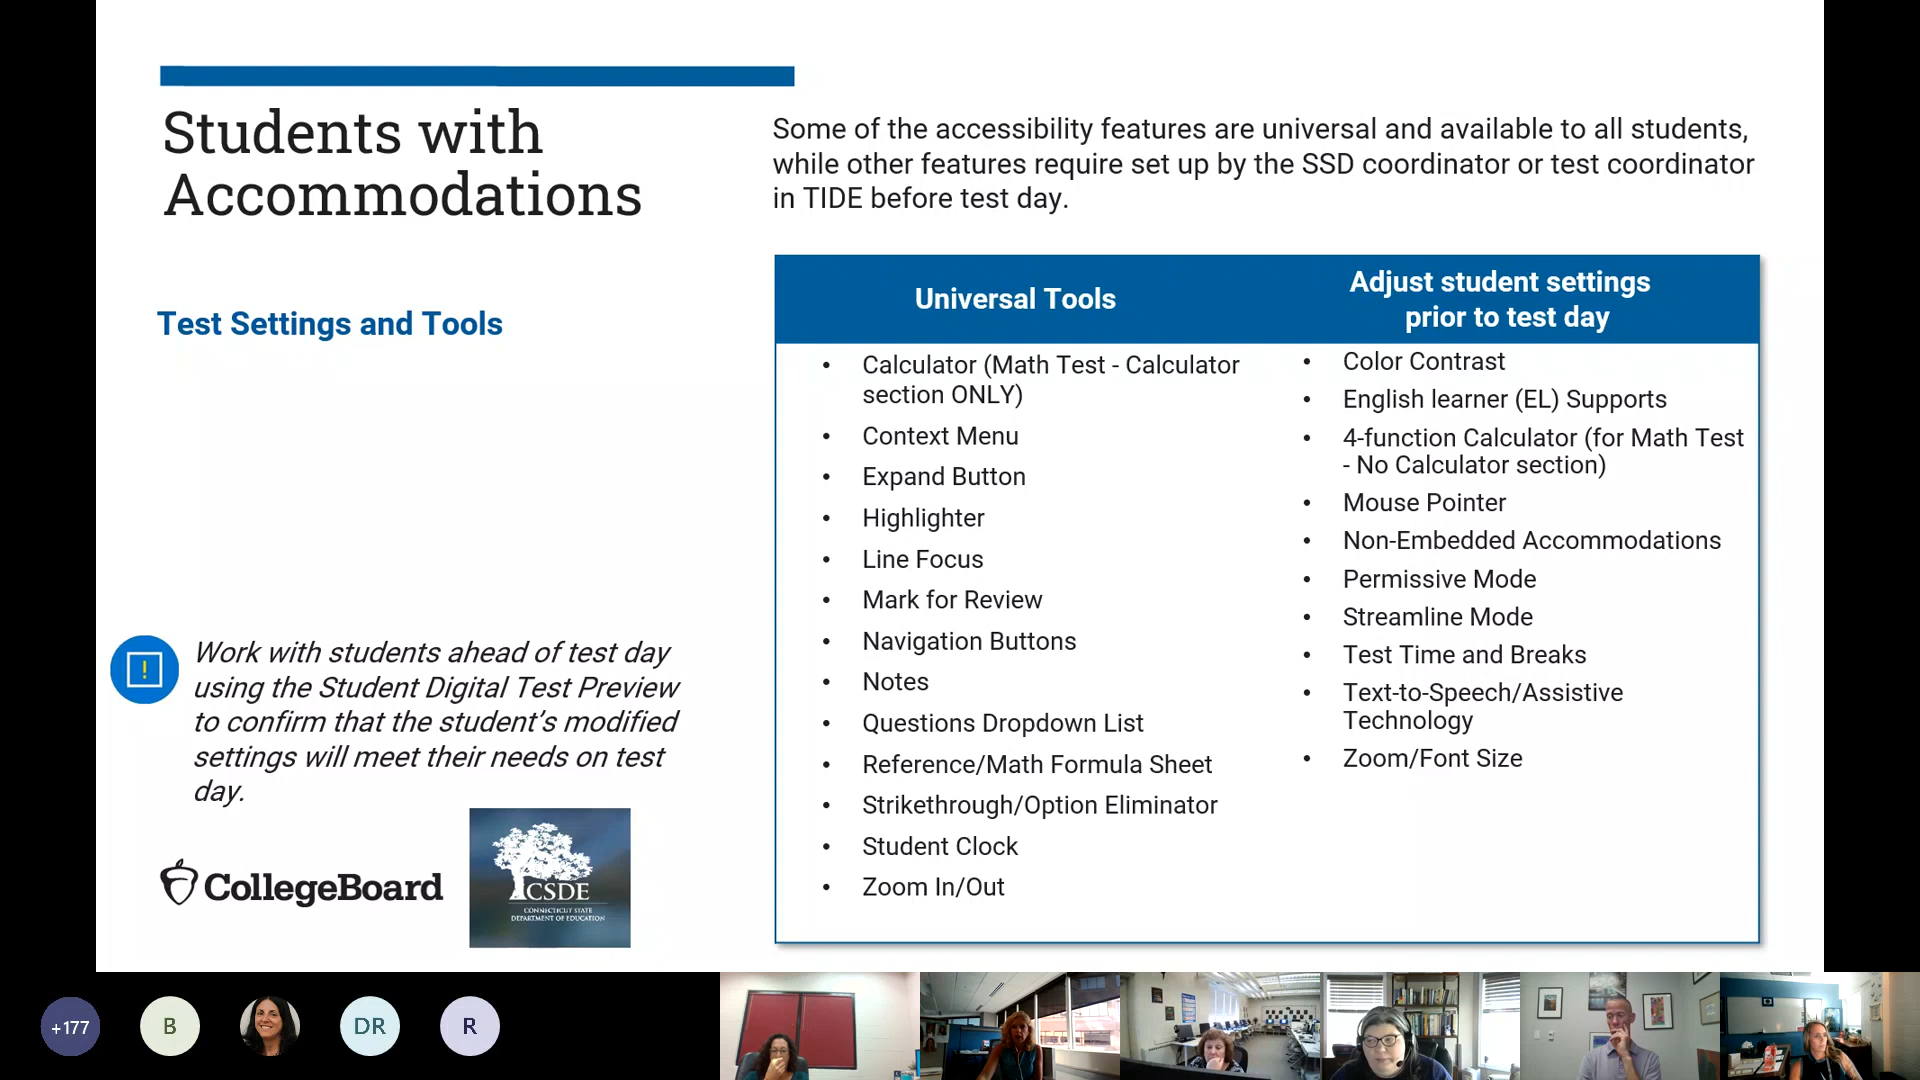 Students with
Accommodations
Some of the accessibility features are universal and available to all students,
while other features require set up by the SSD coordinator or test coordinator
in TIDE before test day.
Test Settings and Tools
Work with students ahead of test day
using the Student Digital Test Preview
to confirm that the student's modified
settings will meet their needs on test
day.
CollegeBoard
CSDE
CONNECTICUT STATE
DEPARTMENT OF EDUCATION
Universal Tools
• Calculator (Math Test - Calculator
section ONLY)
• Context Menu
• Expand Button
• Highlighter
• Line Focus
• Mark for Review
• Navigation Buttons
• Notes
• Questions Dropdown List
• Reference/Math Formula Sheet
• Strikethrough/Option Eliminator
• Student Clock
• Zoom In/Out
Adjust student settings
prior to test day
• Color Contrast
• English learner (EL) Supports
• 4-function Calculator (for Math Test
- No Calculator section)
• Mouse Pointer
• Non-Embedded Accommodations
• Permissive Mode
• Streamline Mode
• Test Time and Breaks
• Text-to-Speech/Assistive
Technology
• Zoom/Font Size
+177
B
DR
R